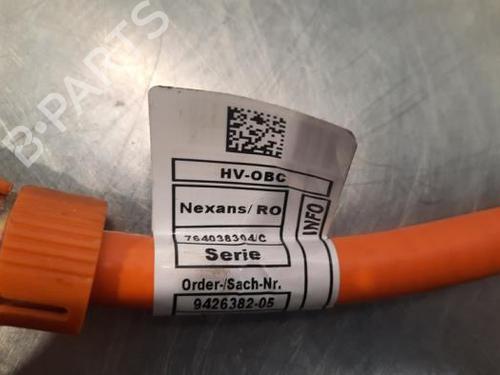 B-PARTS
HV-OBC
Nexans/RO
764038304/C
INFO
Serie
Order-/Sach-Nr.
9426382-05